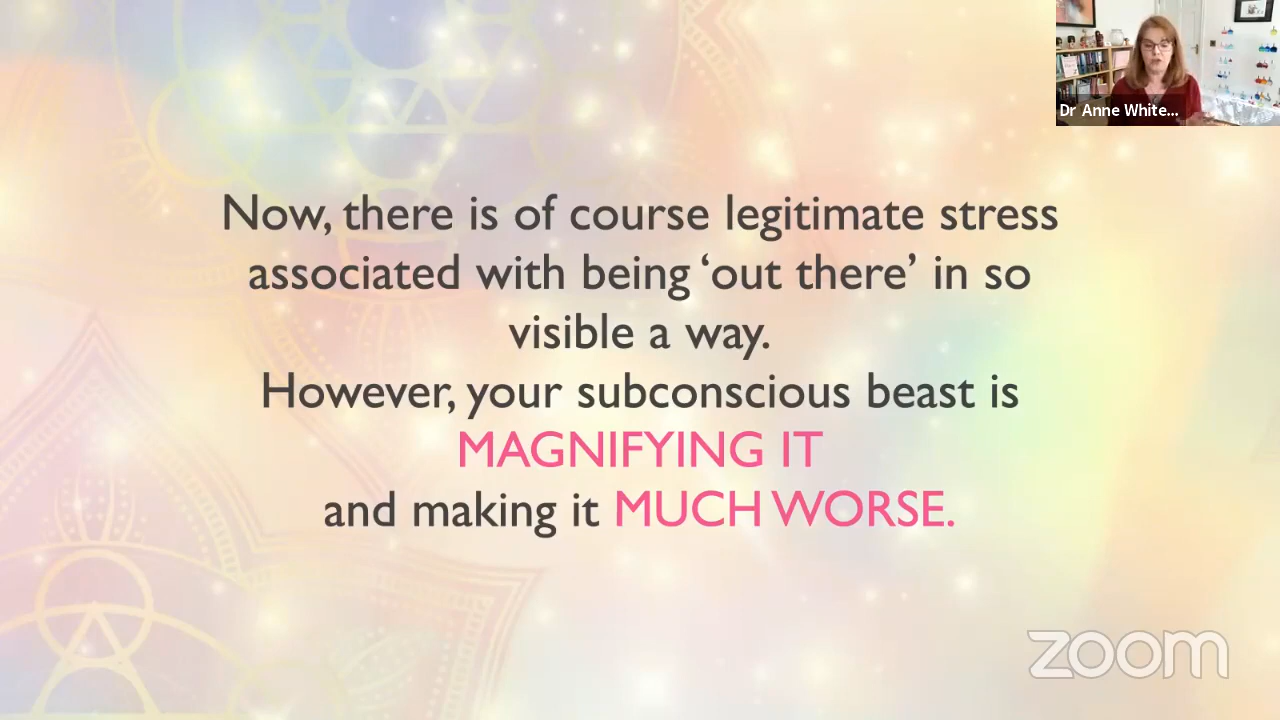 Dr Anne White...
Now, there is of course legitimate stress
associated with being ‘out there’ in so
visible a way.
However, your subconscious beast is
MAGNIFYING IT
and making it MUCH WORSE.
zoom